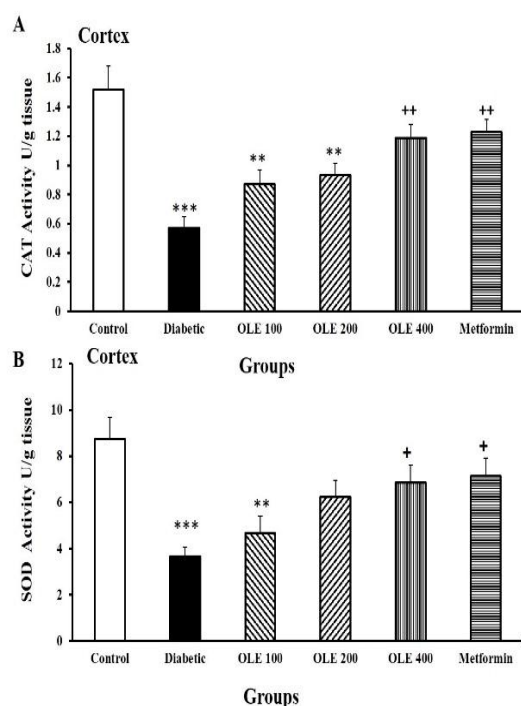 A
Cortex
CAT Activity U/g tissue
1.8
1.6
1.4
1.2
1
0.8
0.6
0.4
0.2
0
***
**
**
++
++
Control Diabetic OLE 100 OLE 200 OLE 400 Metformin
Groups
B
Cortex
SOD Activity U/g tissue
12
10
8
6
4
2
0
***
**
+
+
Control Diabetic OLE 100 OLE 200 OLE 400 Metformin
Groups